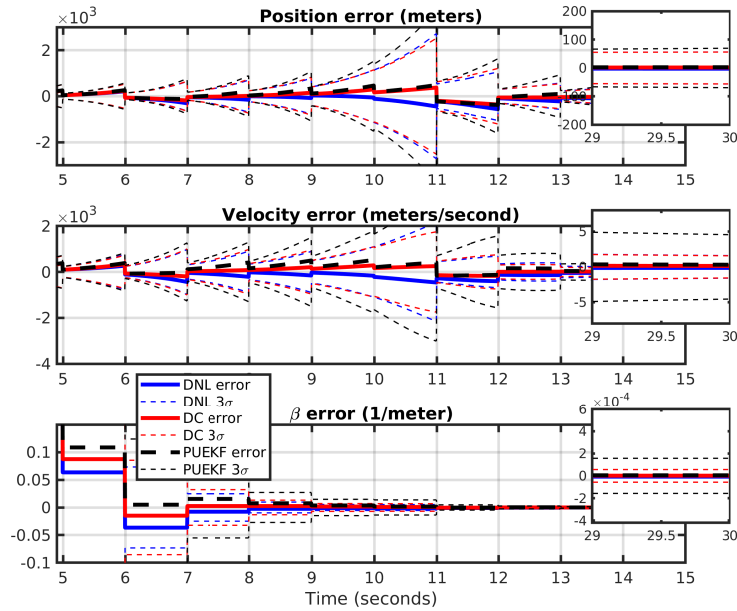 ×10³
Position error (meters)
2
0
-2
5 6 7 8 9 10 11 12 13 14 15
200
100
0
-100
-200
29 29.5 30
×10³
Velocity error (meters/second)
2
0
-2
-4
5 6 7 8 9 10 11 12 13 14 15
5
0
-5
29 29.5 30
β error (1/meter)
0.1
0.05
0
-0.05
-0.1
5 6 7 8 9 10 11 12 13 14 15
DNL error
DNL 3σ
DC error
DC 3σ
PUEKF error
PUEKF 3σ
×10⁻⁴
6
4
2
0
-2
-4
29 29.5 30
Time (seconds)